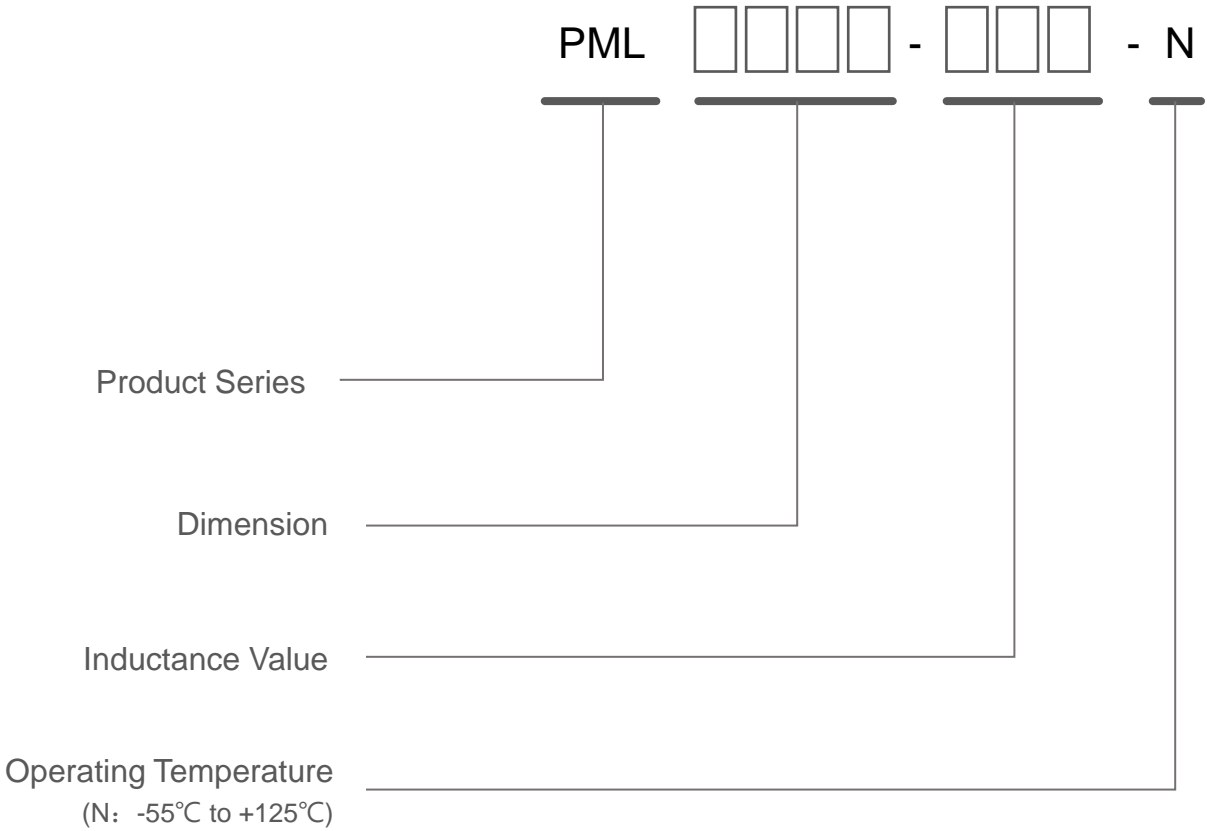 PML □□□□ - □□□ - N
Product Series
Dimension
Inductance Value
Operating Temperature
(N：-55℃ to +125℃)